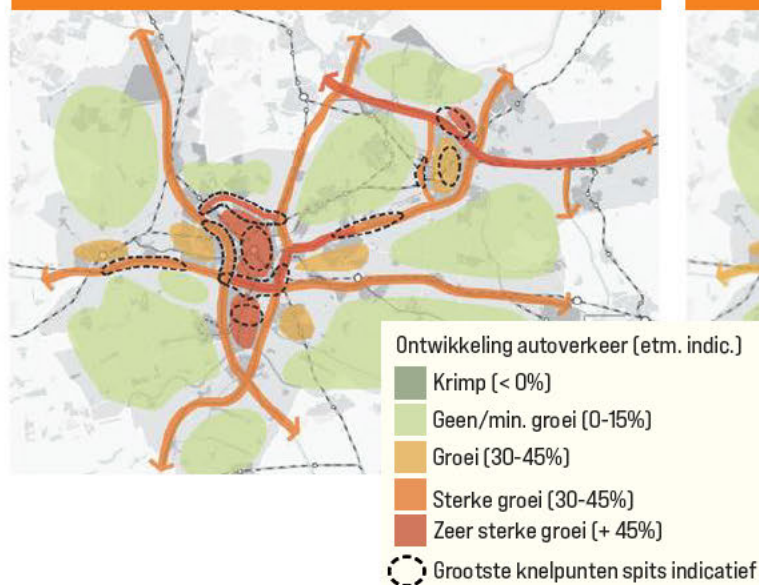 Ontwikkeling autoverkeer (etm. indic.)
Krimp (< 0%)
Geen/min. groei (0-15%)
Groei (30-45%)
Sterke groei (30-45%)
Zeer sterke groei (+ 45%)
Grootste knelpunten spits indicatief